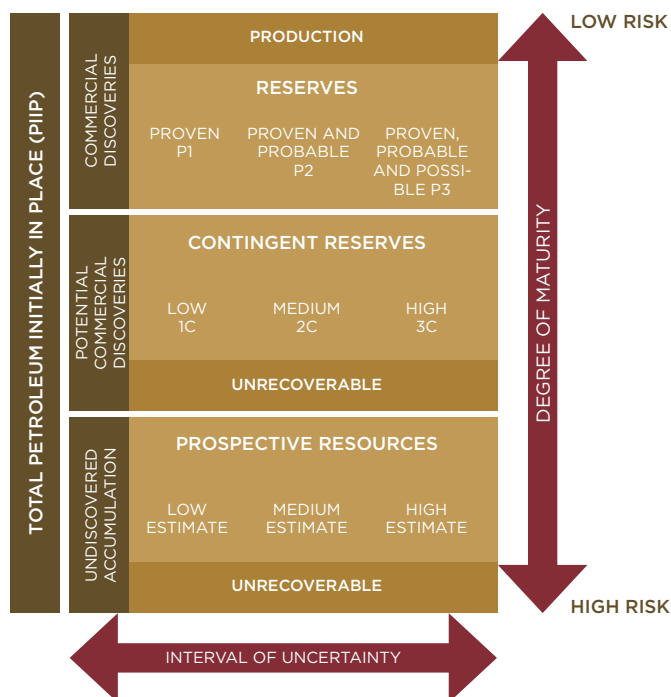 TOTAL PETROLEUM INITIALLY IN PLACE (PIIP)
COMMERCIAL
DISCOVERIES
PRODUCTION
RESERVES
PROVEN
P1
PROVEN AND
PROBABLE
P2
PROVEN,
PROBABLE
AND POSSI-
BLE P3
POTENTIAL
COMMERCIAL
DISCOVERIES
CONTINGENT RESERVES
LOW
1C
MEDIUM
2C
HIGH
3C
UNRECOVERABLE
UNDISCOVERED
ACCUMULATION
PROSPECTIVE RESOURCES
LOW
ESTIMATE
MEDIUM
ESTIMATE
HIGH
ESTIMATE
UNRECOVERABLE
LOW RISK
DEGREE OF MATURITY
HIGH RISK
INTERVAL OF UNCERTAINTY